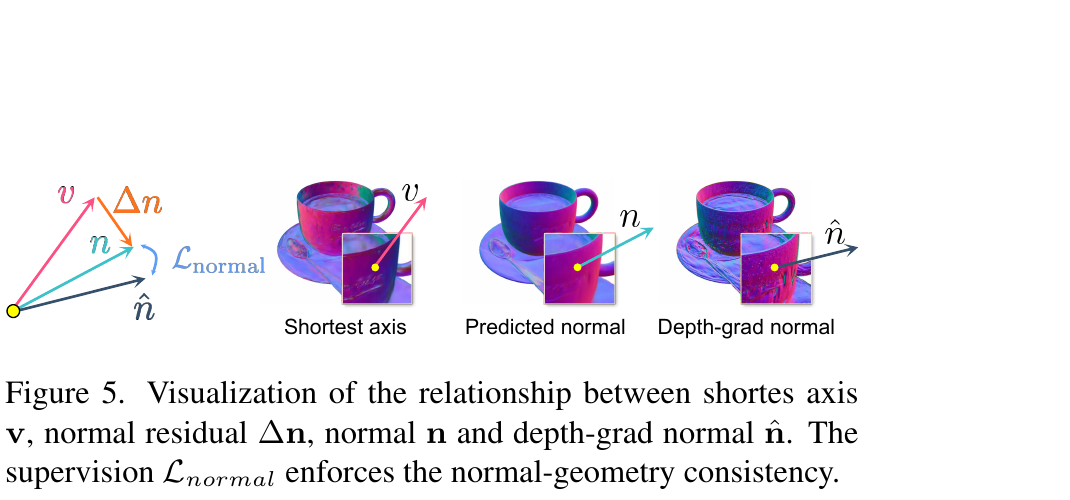 v Δn
n ℒnormal
n̂
v
n
n̂
Shortest axis Predicted normal Depth-grad normal
Figure 5. Visualization of the relationship between shortes axis
v, normal residual Δn, normal n and depth-grad normal n̂. The
supervision ℒnormal enforces the normal-geometry consistency.